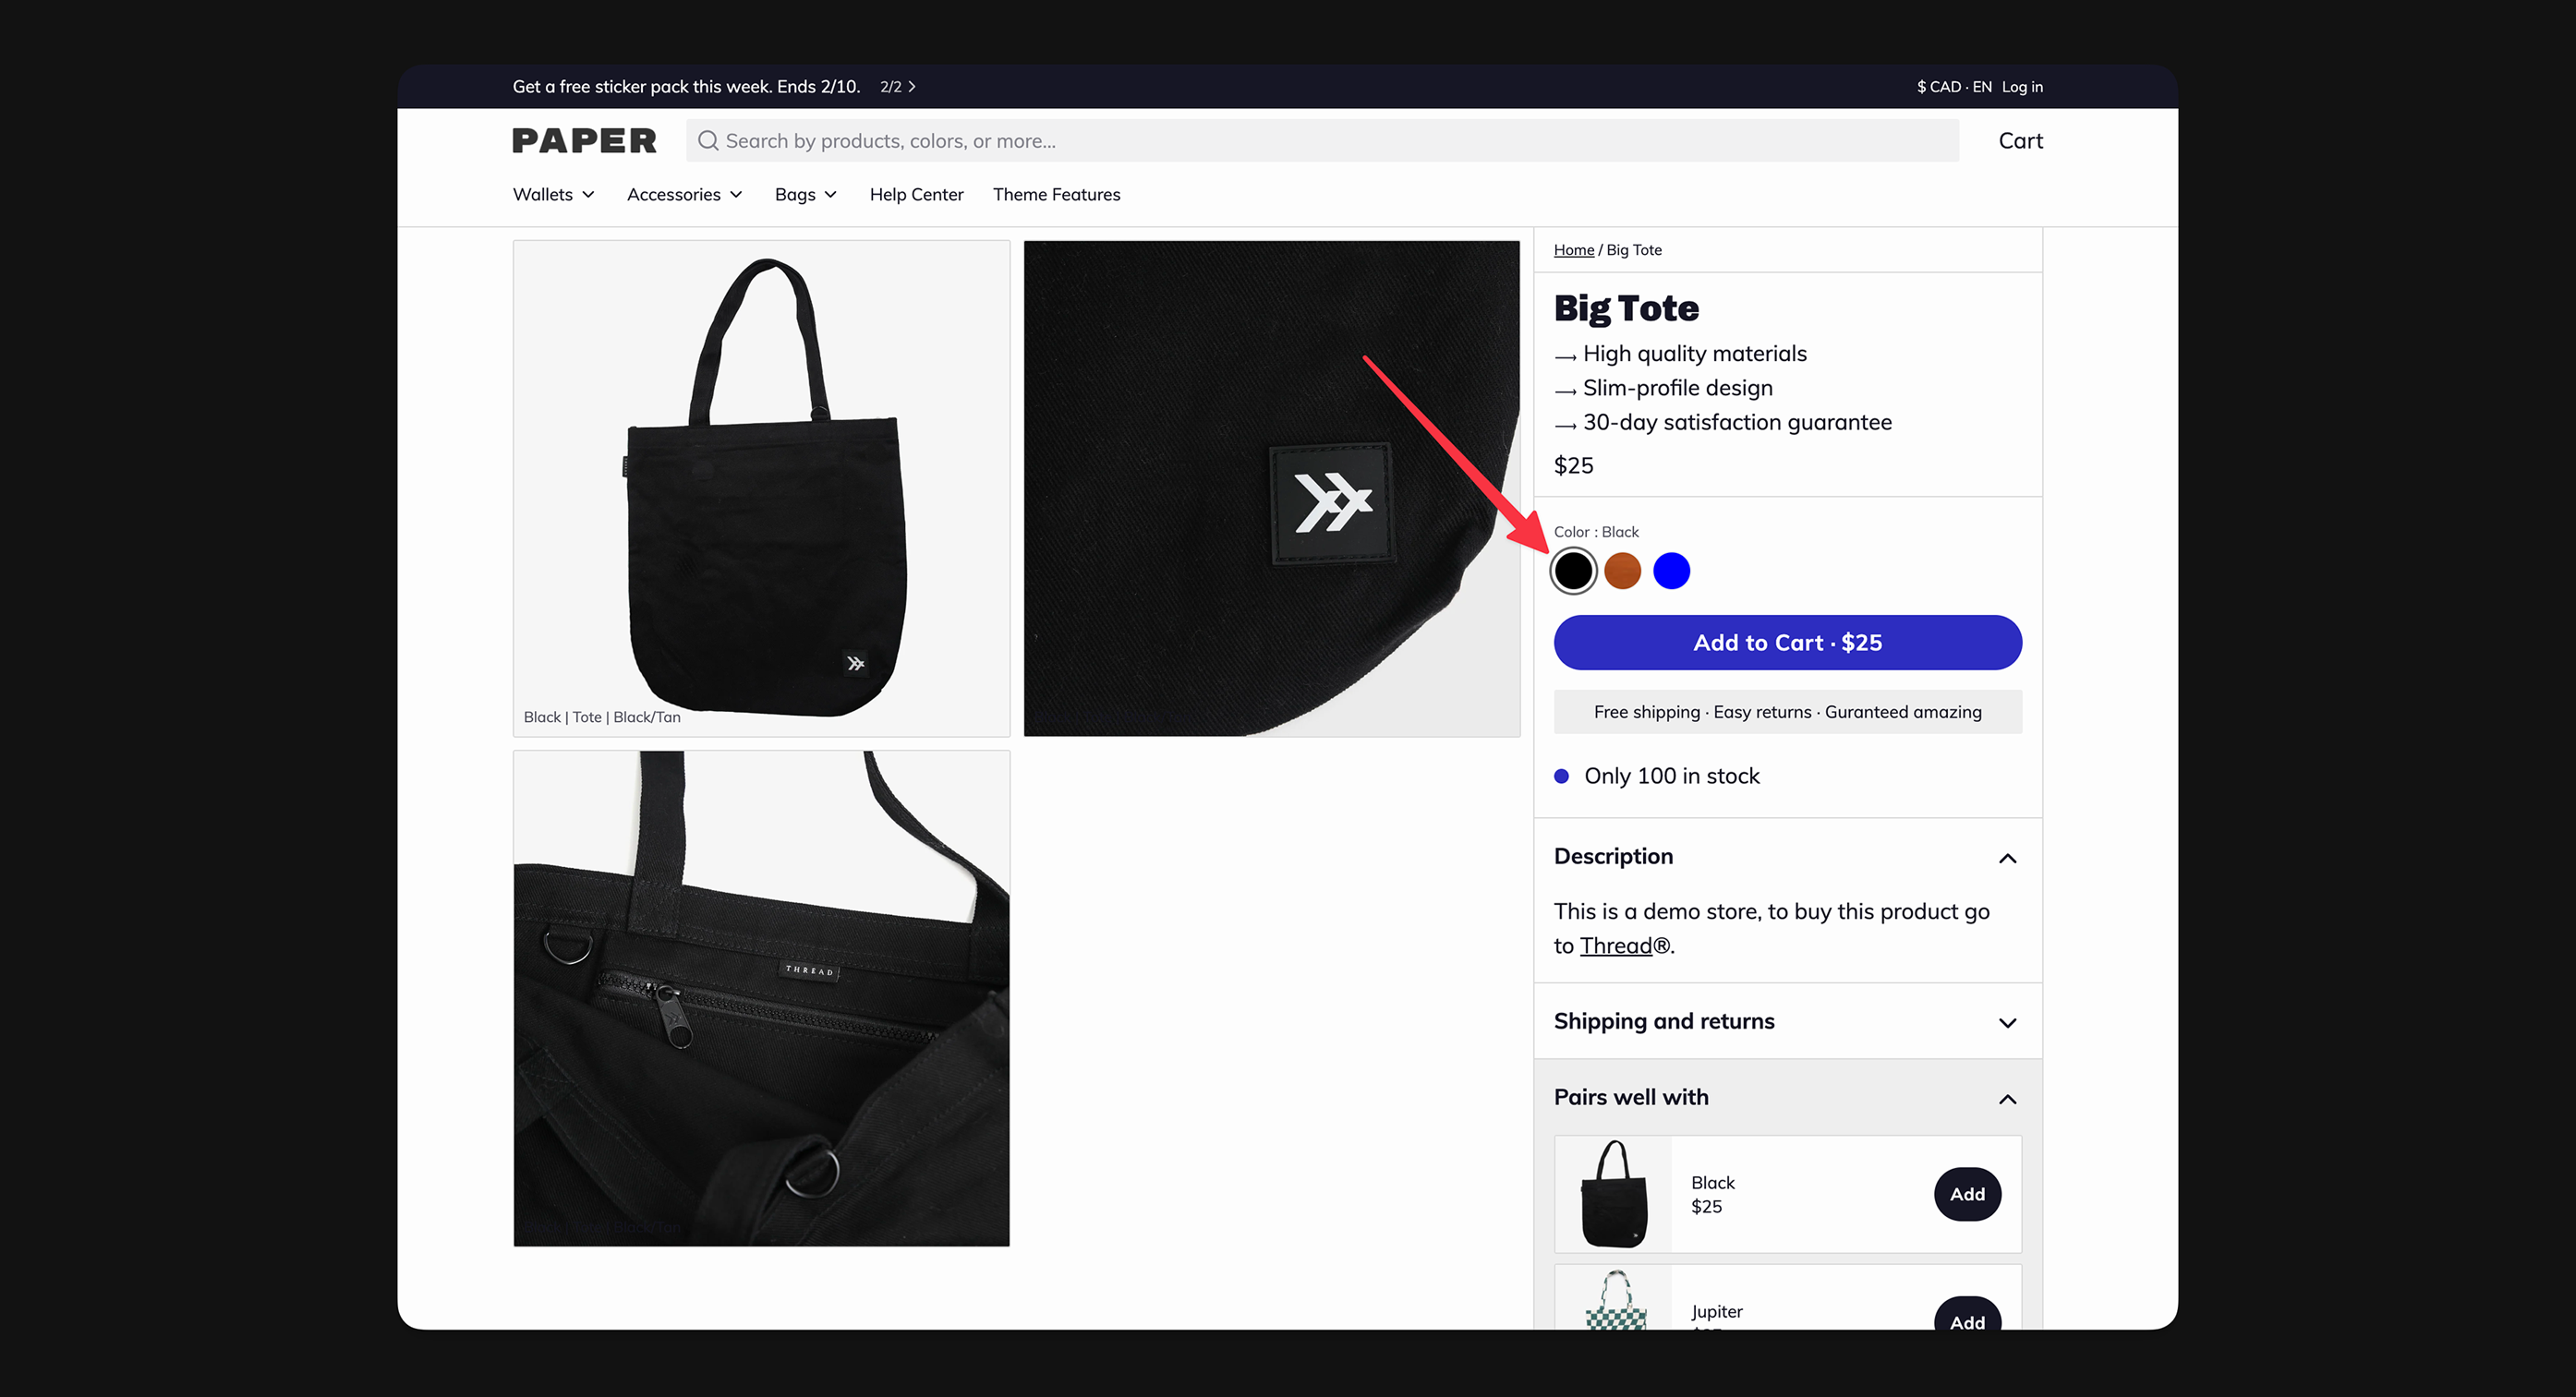 Get a free sticker pack this week. Ends 2/10. 2/2
$ CAD · EN Log in
PAPER
Search by products, colors, or more...
Cart
Wallets Accessories Bags Help Center Theme Features
Black | Tote | Black/Tan
THREAD
Black | Tote | Black/Tan
Home / Big Tote
Big Tote
→ High quality materials
→ Slim-profile design
→ 30-day satisfaction guarantee
$25
Color : Black
Add to Cart · $25
Free shipping · Easy returns · Guranteed amazing
Only 100 in stock
Description
This is a demo store, to buy this product go
to Thread®.
Shipping and returns
Pairs well with
Black
$25
Add
Jupiter
Add